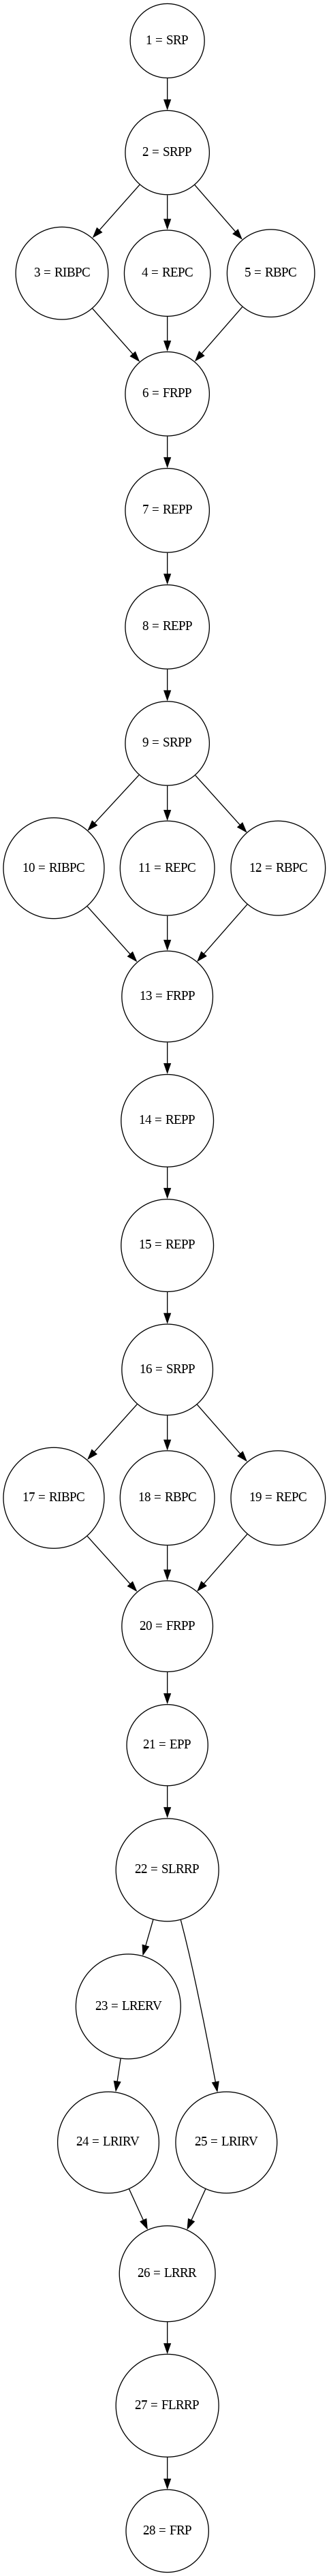 1 = SRP
2 = SRPP
3 = RIBPC
4 = REPC
5 = RBPC
6 = FRPP
7 = REPP
8 = REPP
9 = SRPP
10 = RIBPC
11 = REPC
12 = RBPC
13 = FRPP
14 = REPP
15 = REPP
16 = SRPP
17 = RIBPC
18 = RBPC
19 = REPC
20 = FRPP
21 = EPP
22 = SLRRP
23 = LRERV
24 = LRIRV
25 = LRIRV
26 = LRRR
27 = FLRRP
28 = FRP